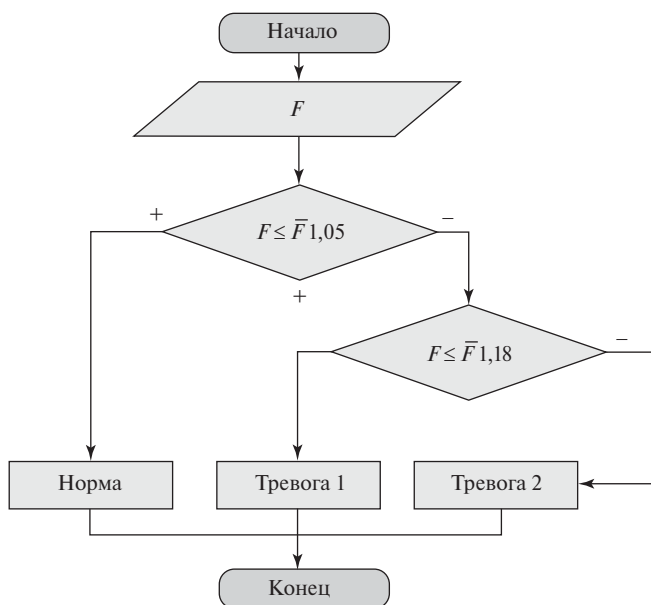 Начало
F
+
–
F ≤ F̅ 1,05
+
F ≤ F̅ 1,18
–
Норма
Тревога 1
Тревога 2
Конец